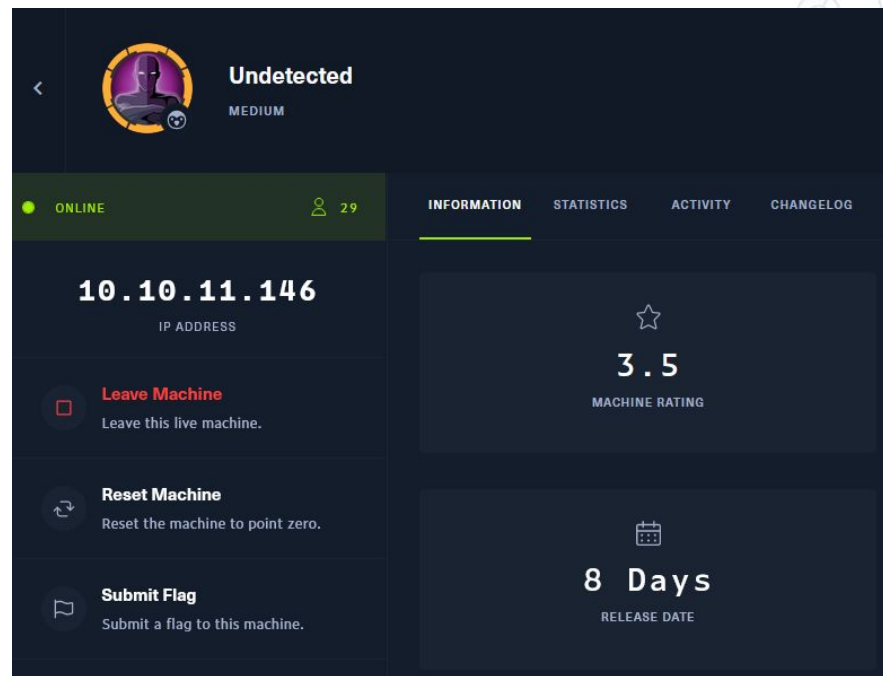 Undetected
MEDIUM
ONLINE
29
INFORMATION
STATISTICS
ACTIVITY
CHANGELOG
10.10.11.146
IP ADDRESS
Leave Machine
Leave this live machine.
Reset Machine
Reset the machine to point zero.
Submit Flag
Submit a flag to this machine.
3.5
MACHINE RATING
8 Days
RELEASE DATE